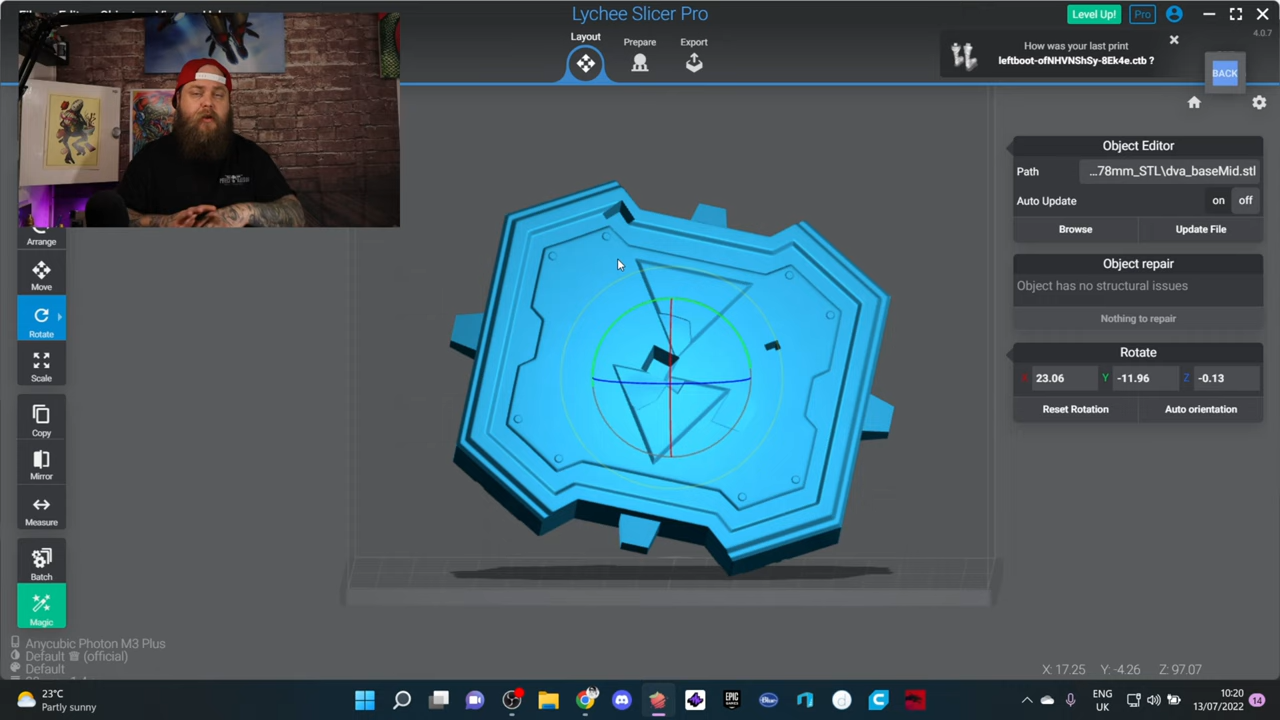 Lychee Slicer Pro
Level Up!
Pro
4.0.7
Layout
Prepare
Export
How was your last print
leftboot-ofNHVNShSy-8Ek4e.ctb ?
BACK
Object Editor
Path
...78mm_STL\dva_baseMid.stl
Auto Update
on
off
Browse
Update File
Object repair
Object has no structural issues
Nothing to repair
Rotate
X 23.06 Y -11.96 Z -0.13
Reset Rotation
Auto orientation
Arrange
Move
Rotate
Scale
Copy
Mirror
Measure
Batch
Magic
Anycubic Photon M3 Plus
Default (official)
Default
X: 17.25 Y: -4.26 Z: 97.07
23°C
Partly sunny
EPIC
ENG
UK
10:20
13/07/2022
14